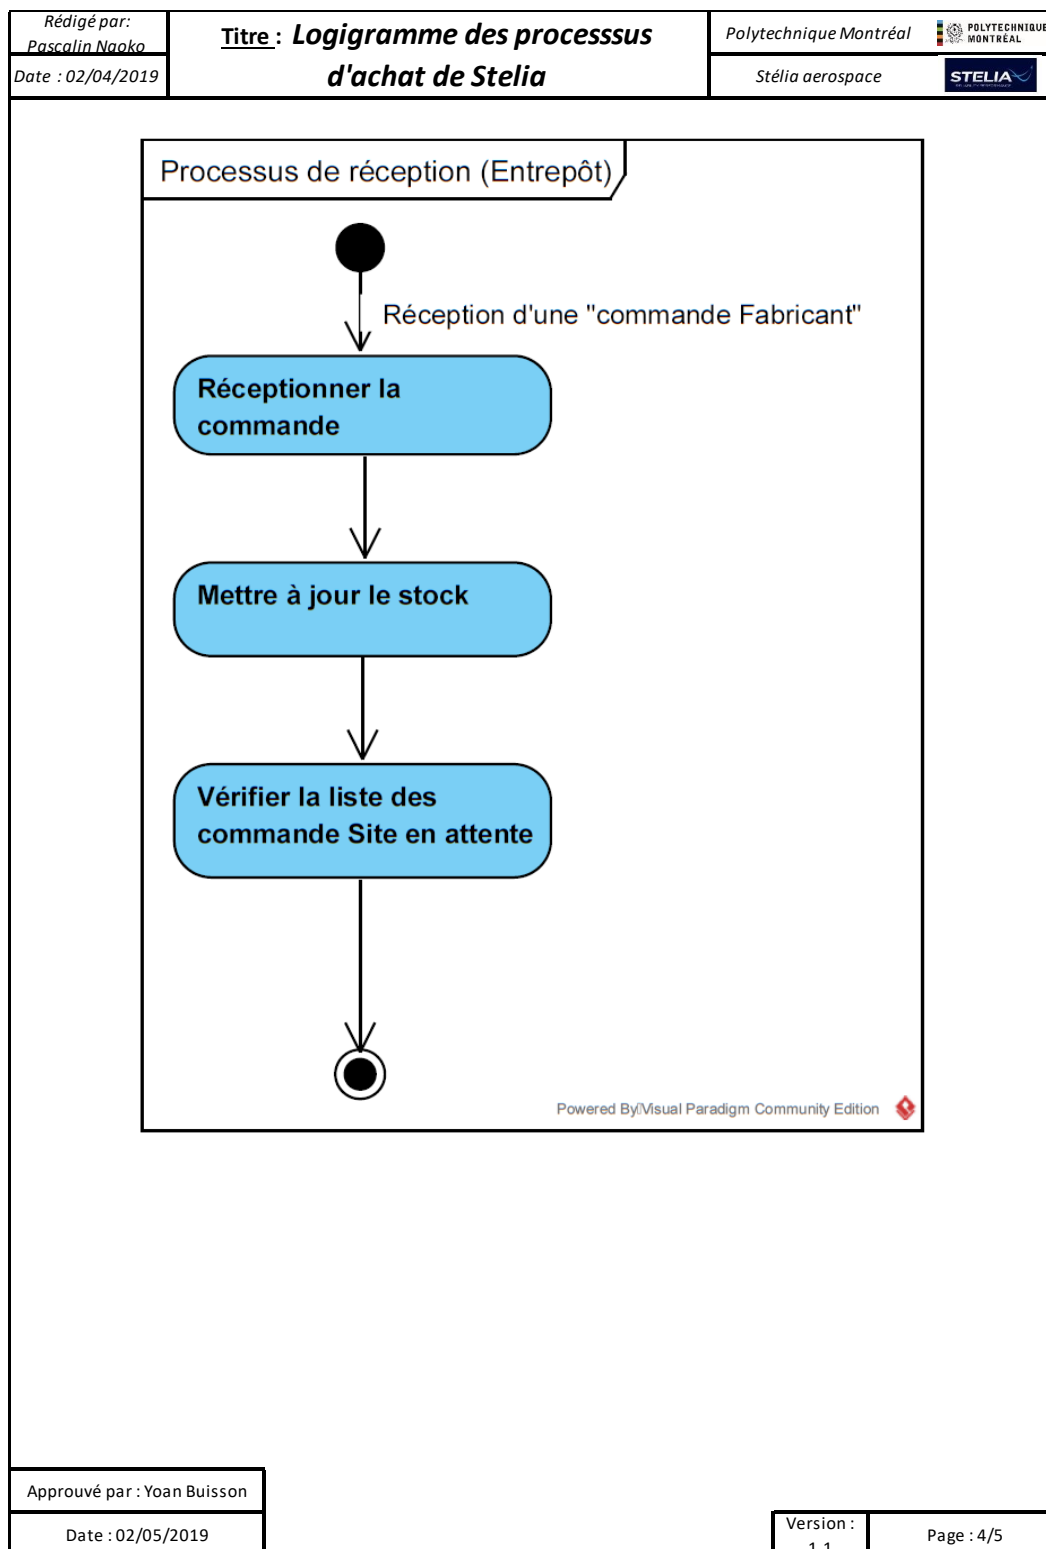 Rédigé par:
Pascalin Ngoko
Date : 02/04/2019
Titre : Logigramme des processsus
d'achat de Stelia
Polytechnique Montréal
POLYTECHNIQUE
MONTRÉAL
Stélia aerospace
STELIA
Processus de réception (Entrepôt)
Réception d'une "commande Fabricant"
Réceptionner la
commande
Mettre à jour le stock
Vérifier la liste des
commande Site en attente
Powered By Visual Paradigm Community Edition
Approuvé par : Yoan Buisson
Date : 02/05/2019
Version :
1.1
Page : 4/5